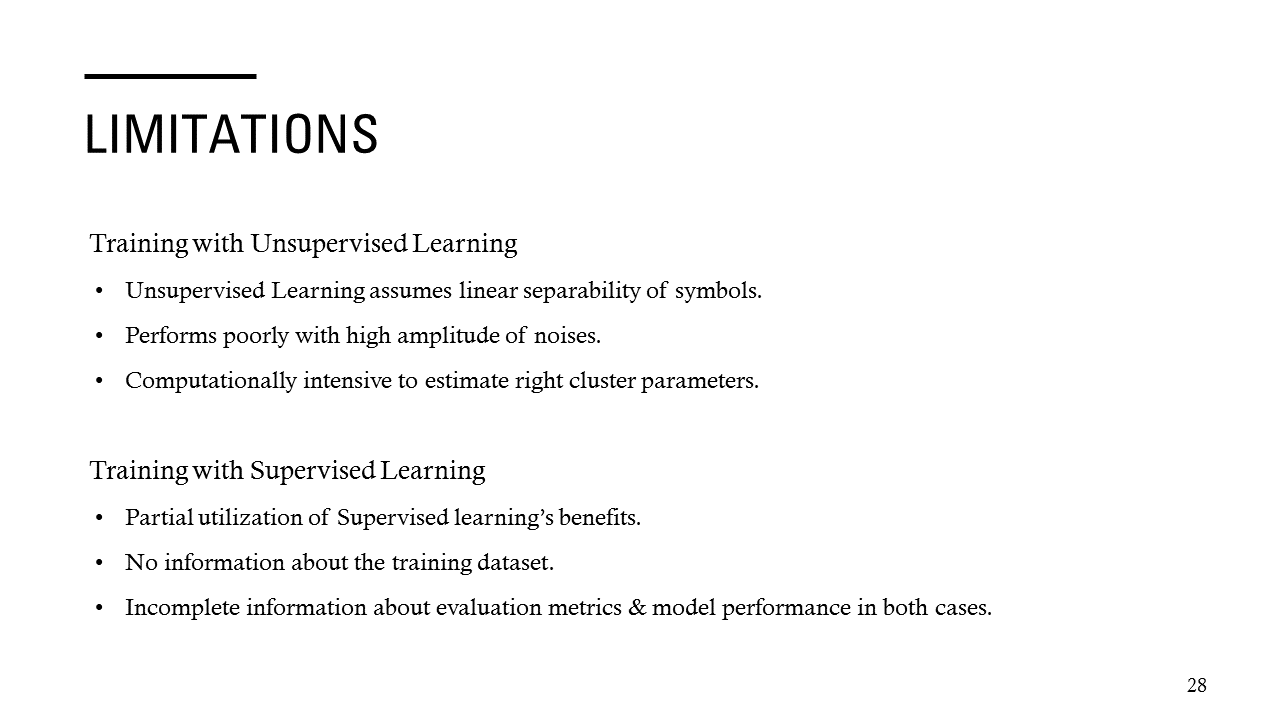 LIMITATIONS
Training with Unsupervised Learning
• Unsupervised Learning assumes linear separability of symbols.
• Performs poorly with high amplitude of noises.
• Computationally intensive to estimate right cluster parameters.
Training with Supervised Learning
• Partial utilization of Supervised learning’s benefits.
• No information about the training dataset.
• Incomplete information about evaluation metrics & model performance in both cases.
28